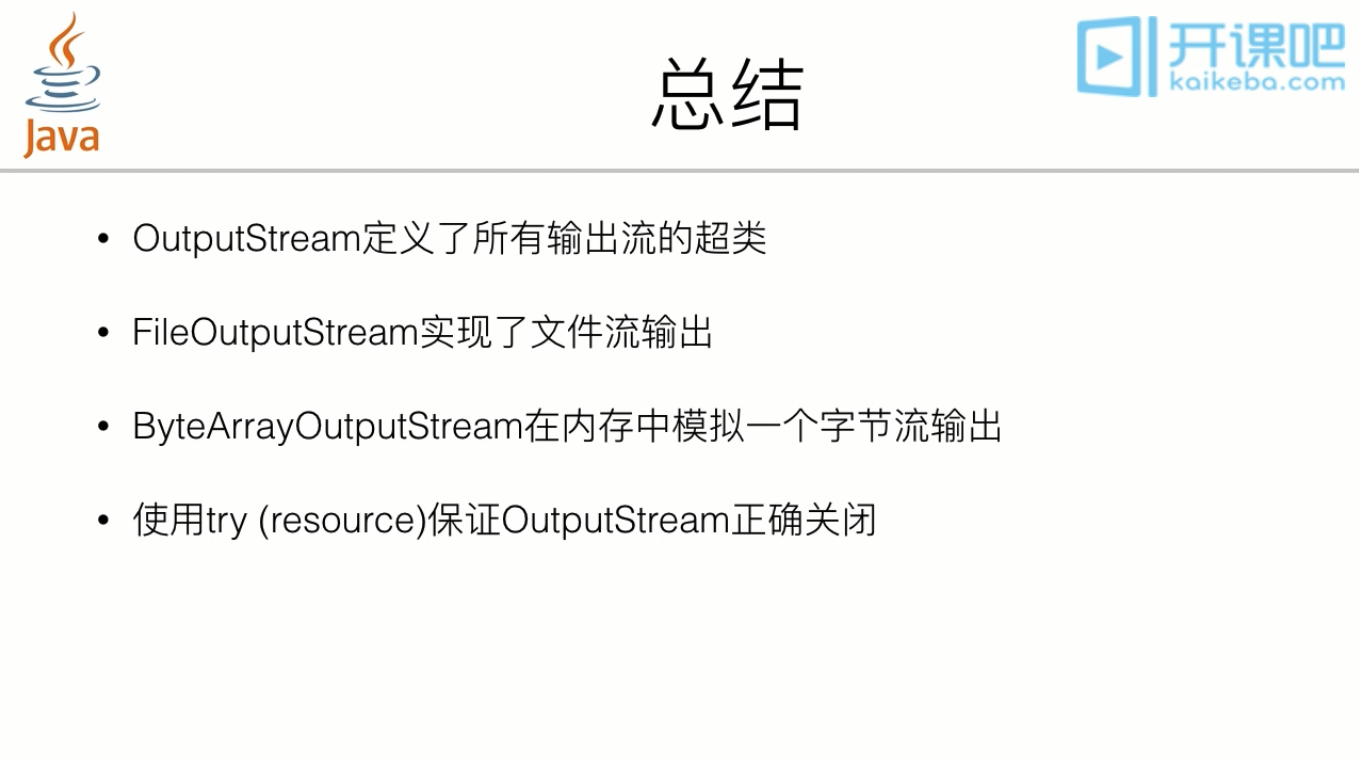 Java
开课吧
kaikeba.com
总结
• OutputStream定义了所有输出流的超类
• FileOutputStream实现了文件流输出
• ByteArrayOutputStream在内存中模拟一个字节流输出
• 使用try (resource)保证OutputStream正确关闭